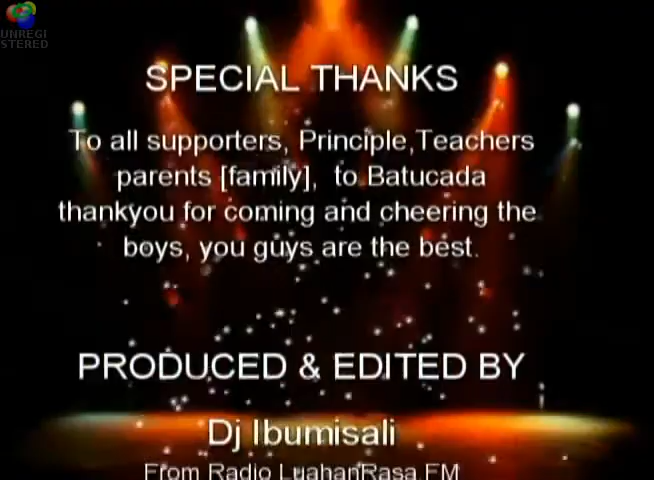 UNREGI
STERED
SPECIAL THANKS
To all supporters, Principle,Teachers
parents [family], to Batucada
thankyou for coming and cheering the
boys, you guys are the best.
PRODUCED & EDITED BY
Dj Ibumisali
From Radio LuahanRasa FM